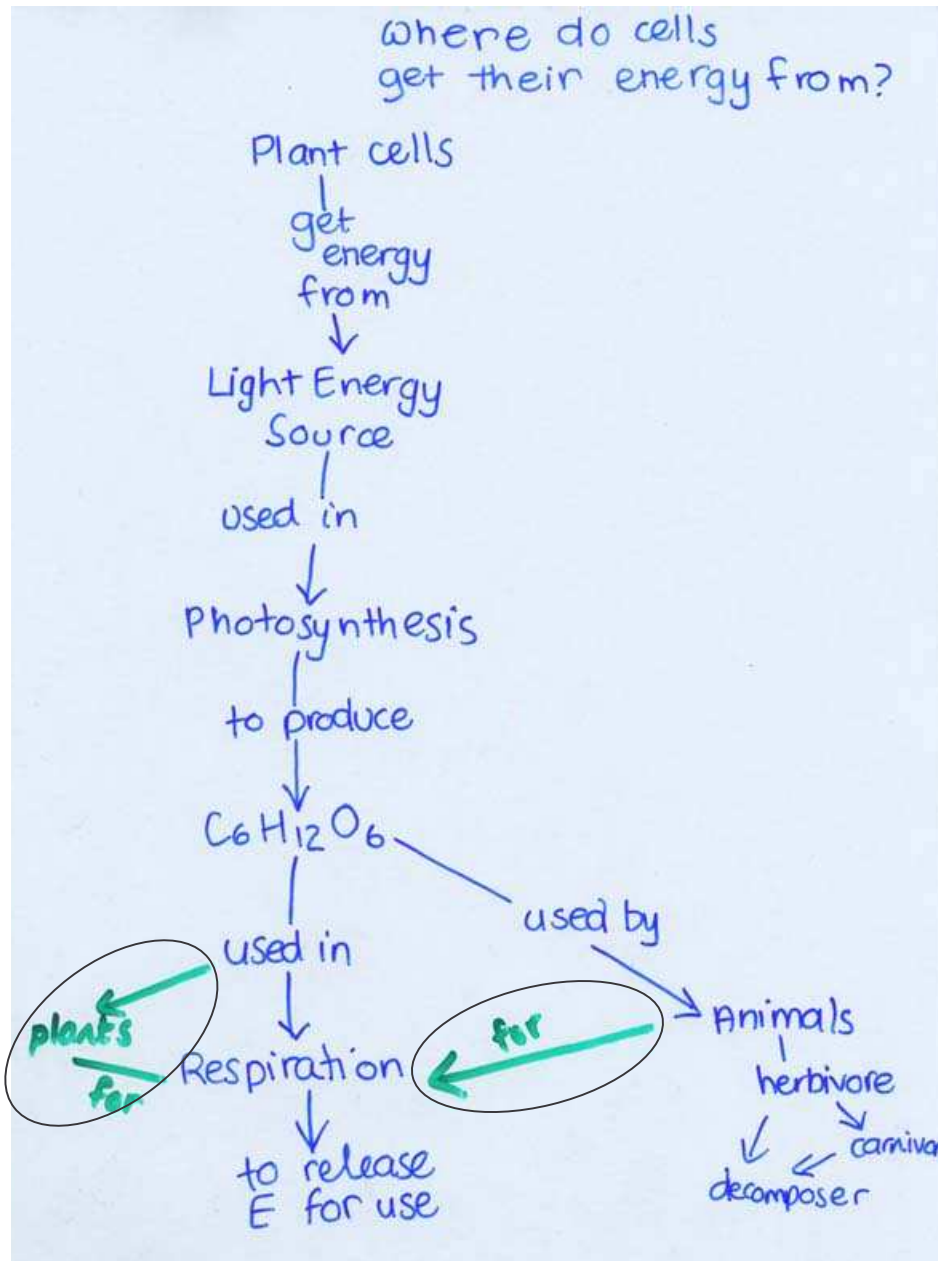 Where do cells
get their energy from?
Plant cells
get
energy
from
Light Energy
Source
used in
Photosynthesis
to produce
C6H12O6
used in
used by
plants
for
for
Animals
Respiration
herbivore
carnivor
decomposer
to release
E for use